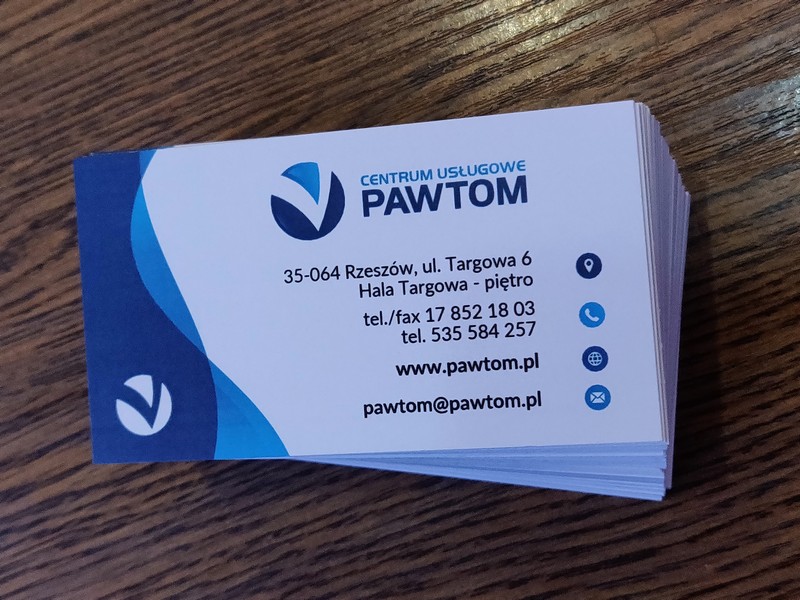 CENTRUM USŁUGOWE
PAWTOM
35-064 Rzeszów, ul. Targowa 6
Hala Targowa - piętro
tel./fax 17 852 18 03
tel. 535 584 257
www.pawtom.pl
pawtom@pawtom.pl